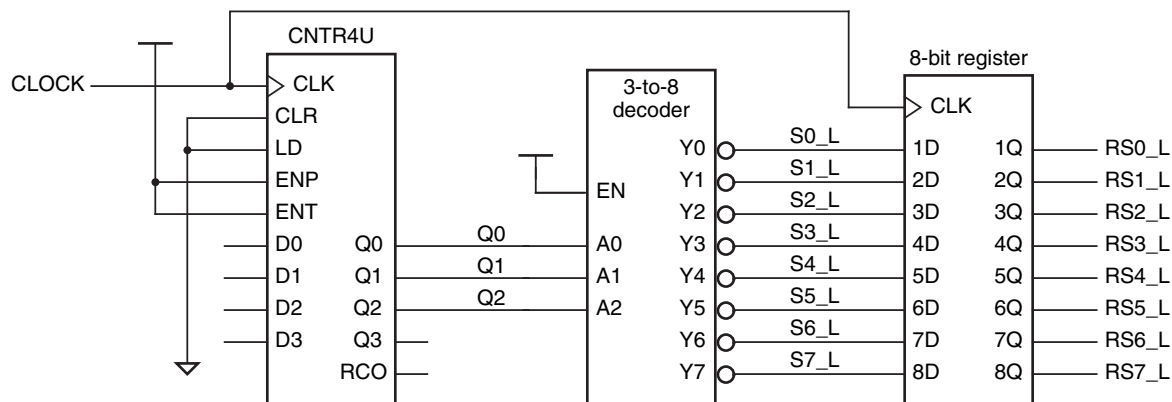 CNTR4U
8-bit register
CLOCK
CLK
CLR
LD
ENP
ENT
D0
D1
D2
D3
Q0
Q1
Q2
Q3
RCO
Q0
Q1
Q2
3-to-8
decoder
EN
A0
A1
A2
Y0
Y1
Y2
Y3
Y4
Y5
Y6
Y7
S0_L
S1_L
S2_L
S3_L
S4_L
S5_L
S6_L
S7_L
CLK
1D
2D
3D
4D
5D
6D
7D
8D
1Q
2Q
3Q
4Q
5Q
6Q
7Q
8Q
RS0_L
RS1_L
RS2_L
RS3_L
RS4_L
RS5_L
RS6_L
RS7_L